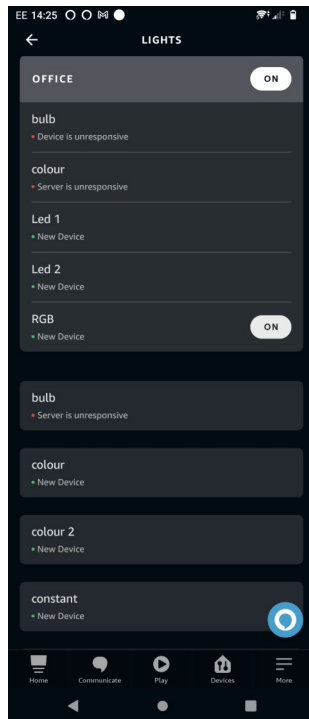 EE 14:25
LIGHTS
OFFICE ON
bulb
Device is unresponsive
colour
Server is unresponsive
Led 1
New Device
Led 2
New Device
RGB ON
New Device
bulb
Server is unresponsive
colour
New Device
colour 2
New Device
constant
New Device
Home Communicate Play Devices More